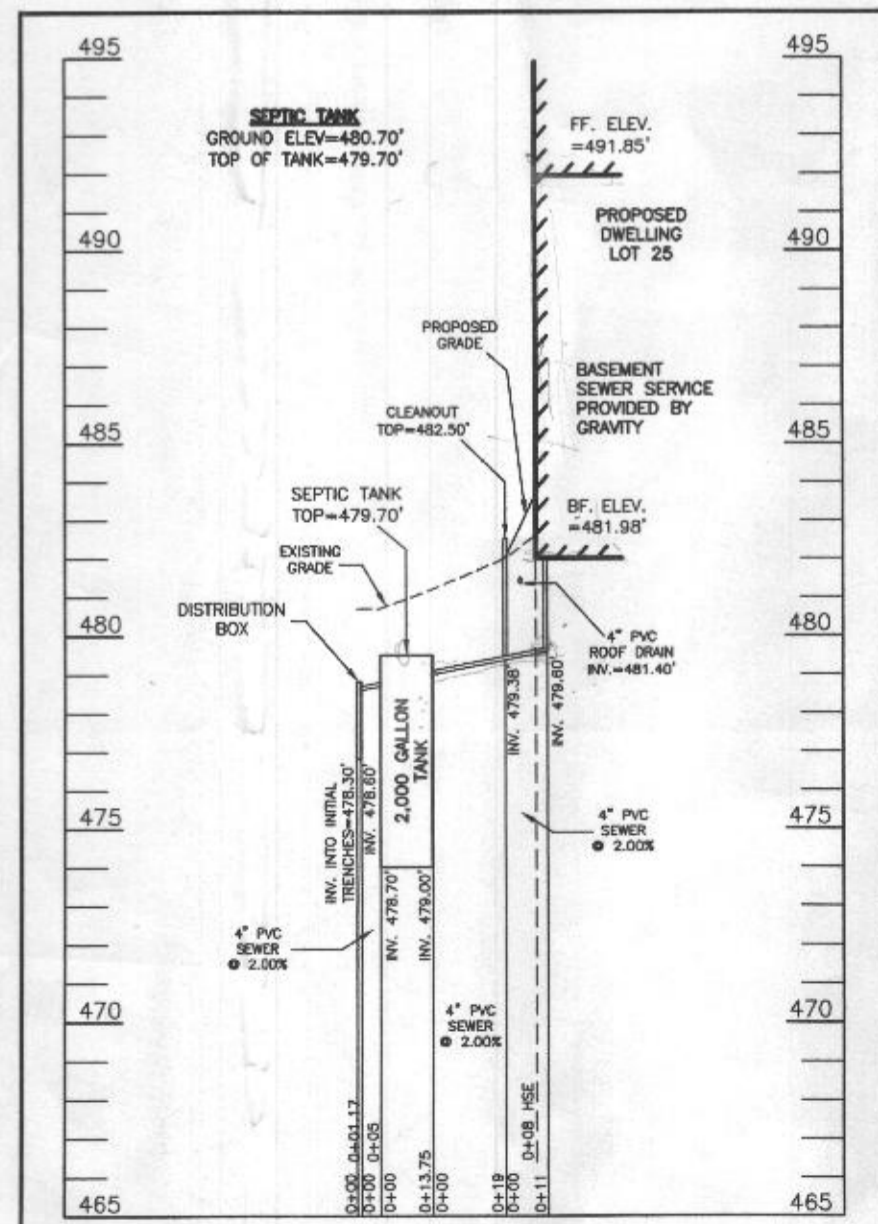 495
495
SEPTIC TANK
GROUND ELEV=480.70'
TOP OF TANK=479.70'
FF. ELEV.
=491.85'
PROPOSED
DWELLING
LOT 25
490
490
PROPOSED
GRADE
BASEMENT
SEWER SERVICE
PROVIDED BY
GRAVITY
CLEANOUT
TOP=482.50'
485
485
SEPTIC TANK
TOP=479.70'
BF. ELEV.
=481.98'
EXISTING
GRADE
DISTRIBUTION
BOX
480
480
4" PVC
ROOF DRAIN
INV.=481.40'
INV. 479.38'
INV. 479.60'
2,000 GALLON
TANK
INV. INTO INITIAL
TRENCHES=478.30'
INV. 478.60'
475
475
4" PVC
SEWER
@ 2.00%
INV. 478.70'
INV. 479.00'
4" PVC
SEWER
@ 2.00%
470
470
4" PVC
SEWER
@ 2.00%
0+08 HSE
0+00 0+01.17
0+00 0+05
0+00
0+13.75
0+00
0+19
0+00
0+11
465
465